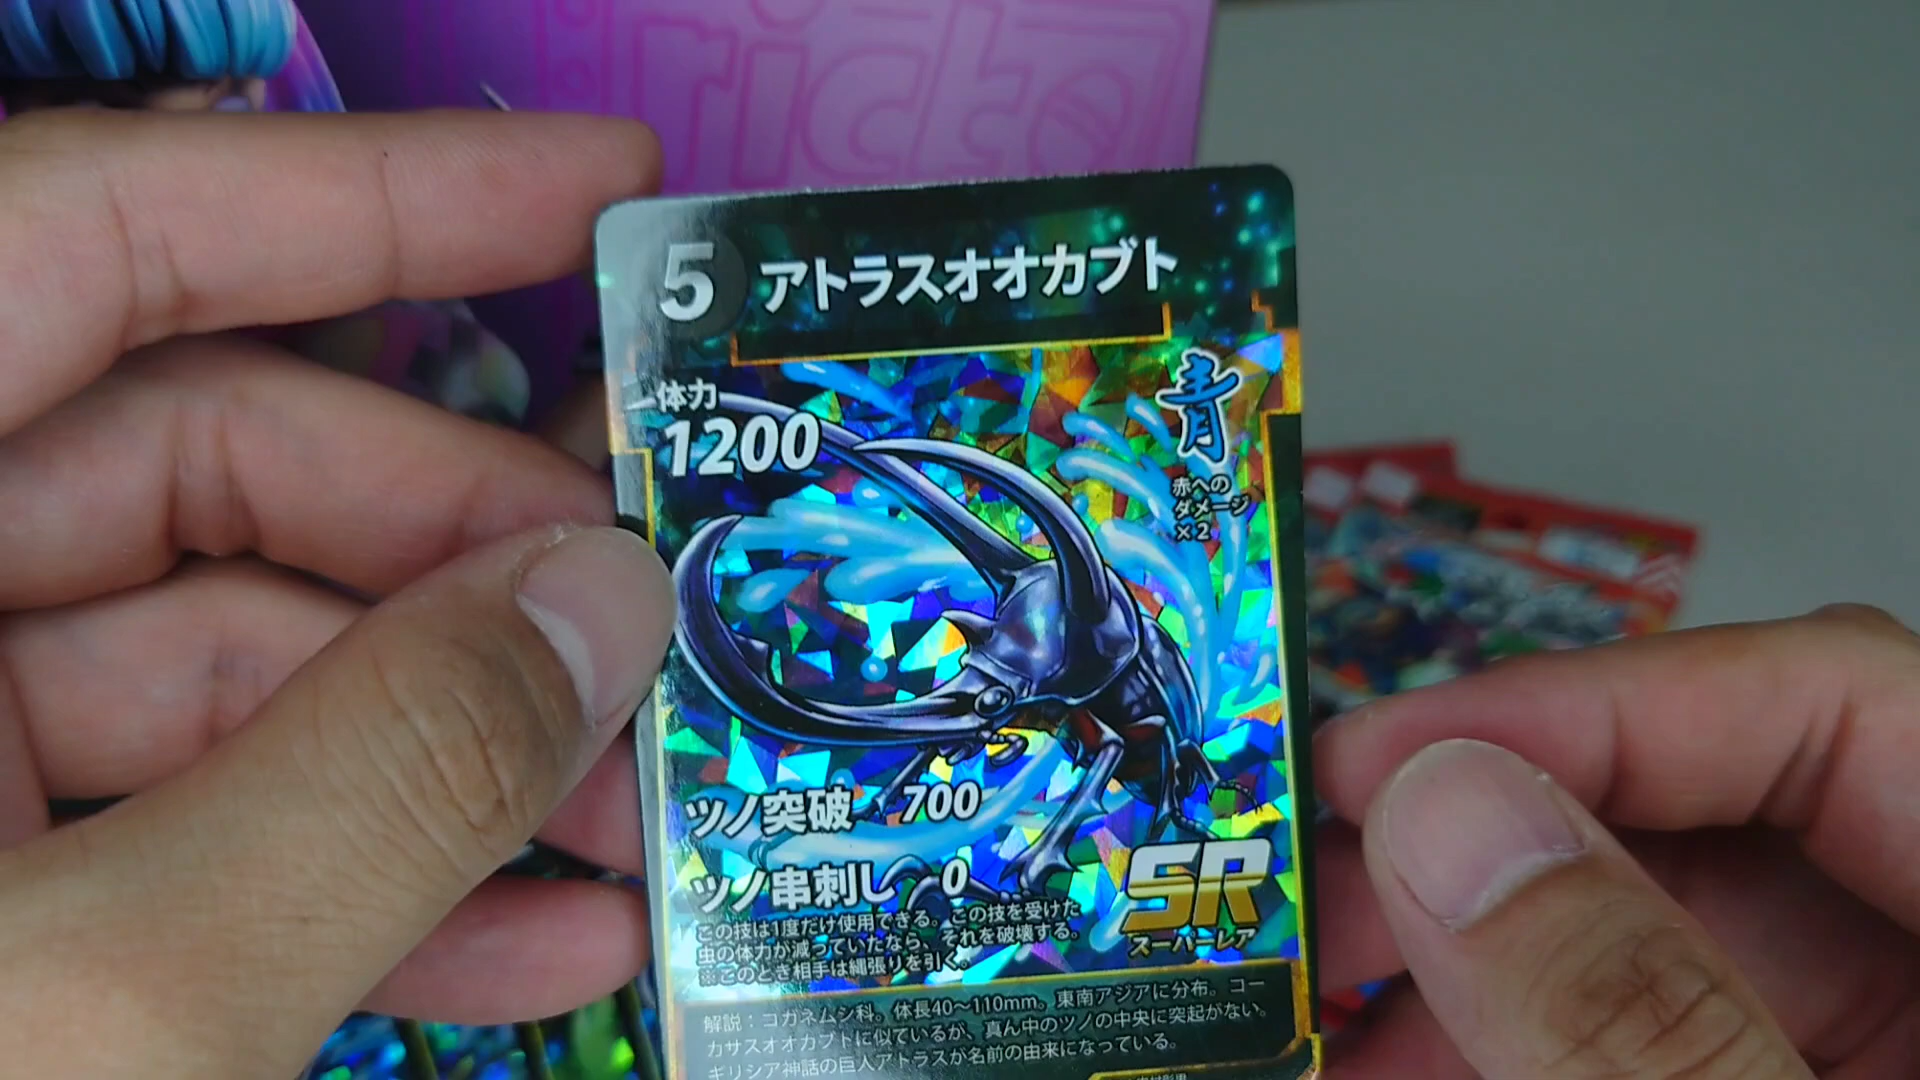 5 アトラスオオカブト
体力
1200
青
赤への
ダメージ
×2
ツノ突破 700
ツノ串刺し 0
この技は1度だけ使用できる。この技を受けた
虫の体力が減っていたなら、それを破壊する。
※このとき相手は縄張りを引く。
SR
スーパーレア
解説：コガネムシ科。体長40～110mm。東南アジアに分布。コー
カサスオオカブトに似ているが、真ん中のツノの中央に突起がない。
ギリシア神話の巨人アトラスが名前の由来になっている。